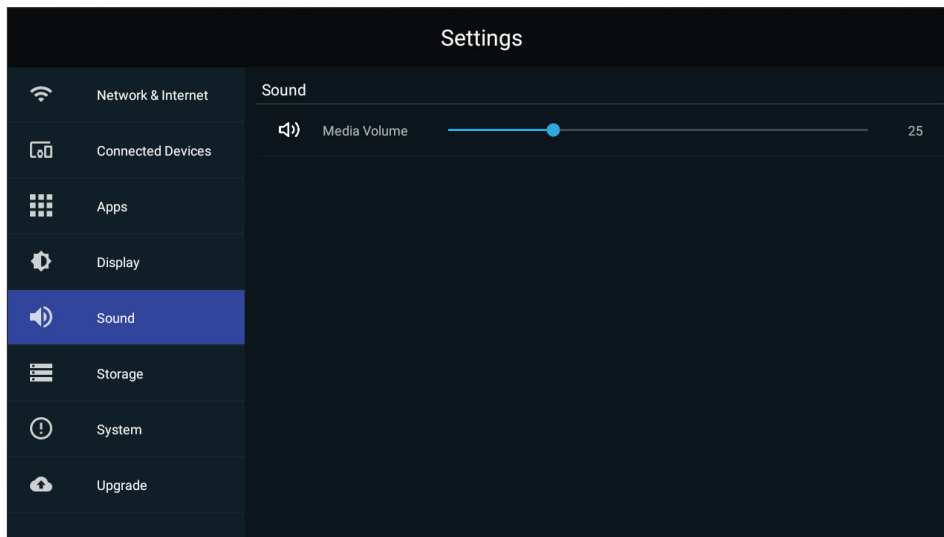 Settings
Network & Internet
Connected Devices
Apps
Display
Sound
Storage
System
Upgrade
Sound
Media Volume 25